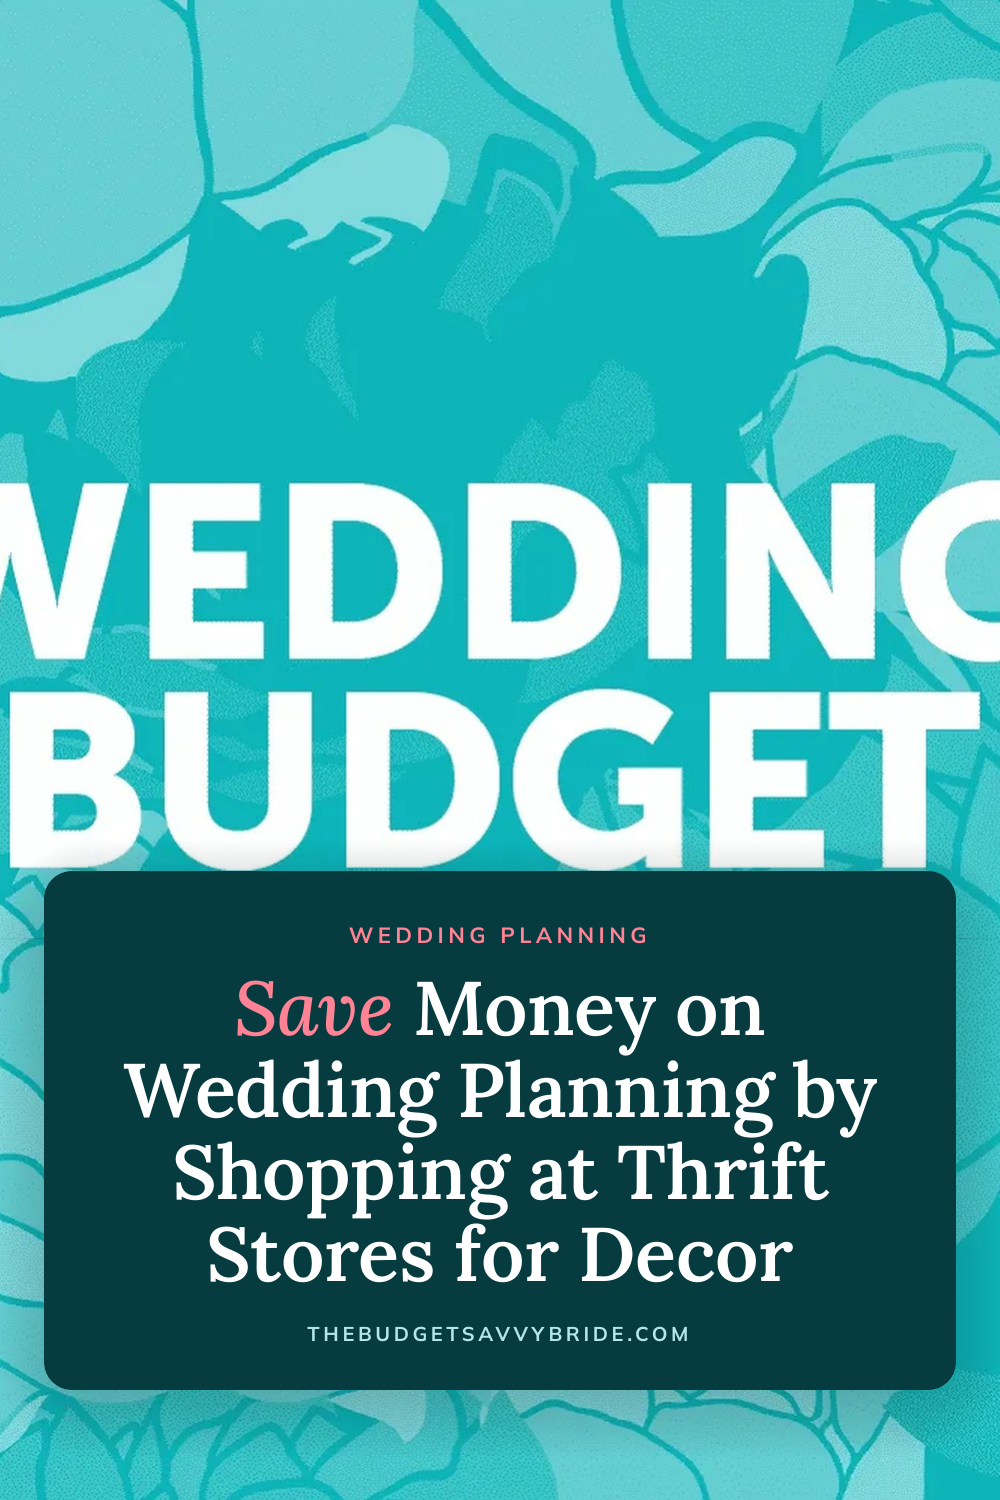 WEDDING
BUDGET
WEDDING PLANNING
Save Money on
Wedding Planning by
Shopping at Thrift
Stores for Decor
THEBUDGETSAVVYBRIDE.COM